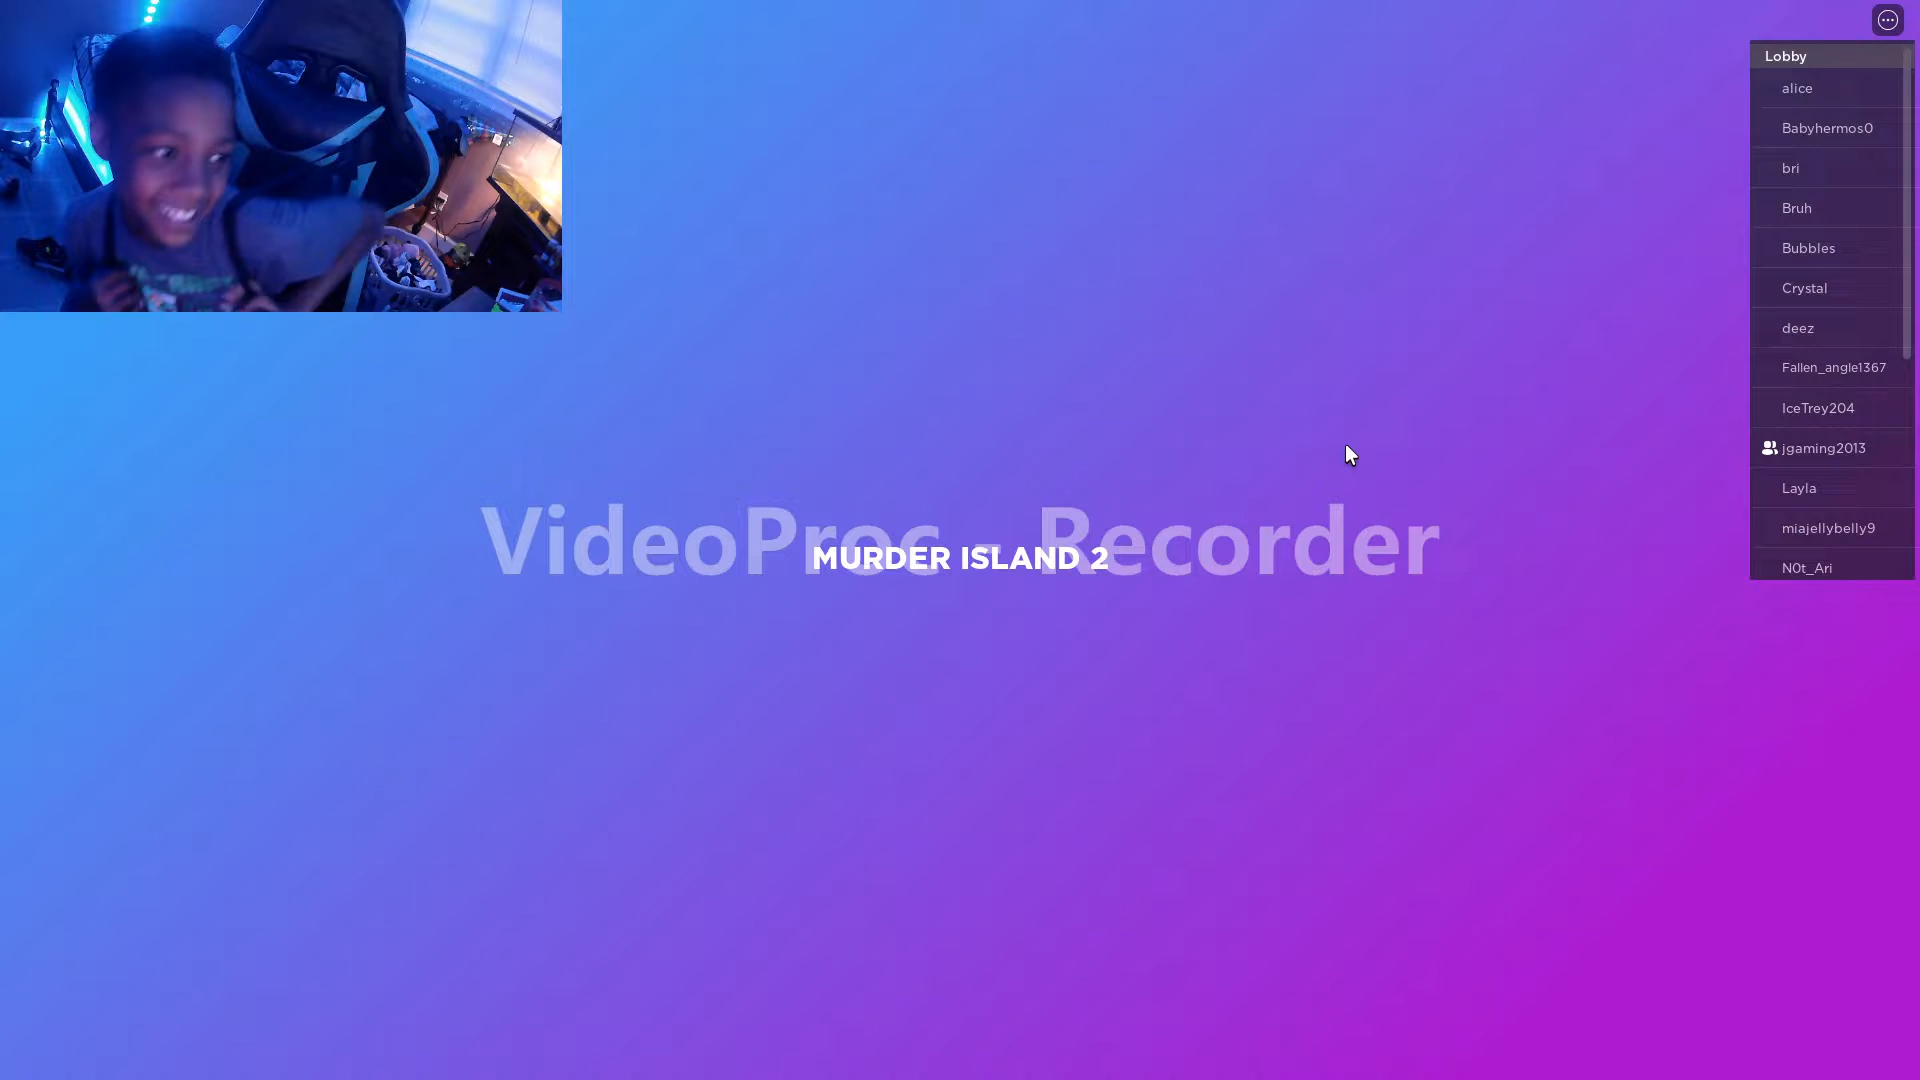 Lobby
alice
Babyhermos0
bri
Bruh
Bubbles
Crystal
deez
Fallen_angle1367
IceTrey204
jgaming2013
Layla
miajellybelly9
N0t_Ari
VideoProc - Recorder
MURDER ISLAND 2